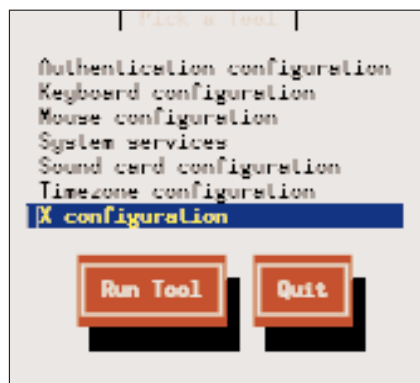 Pick a Tool
Authentication configuration
Keyboard configuration
Mouse configuration
System services
Sound card configuration
Timezone configuration
X configuration
Run Tool Quit